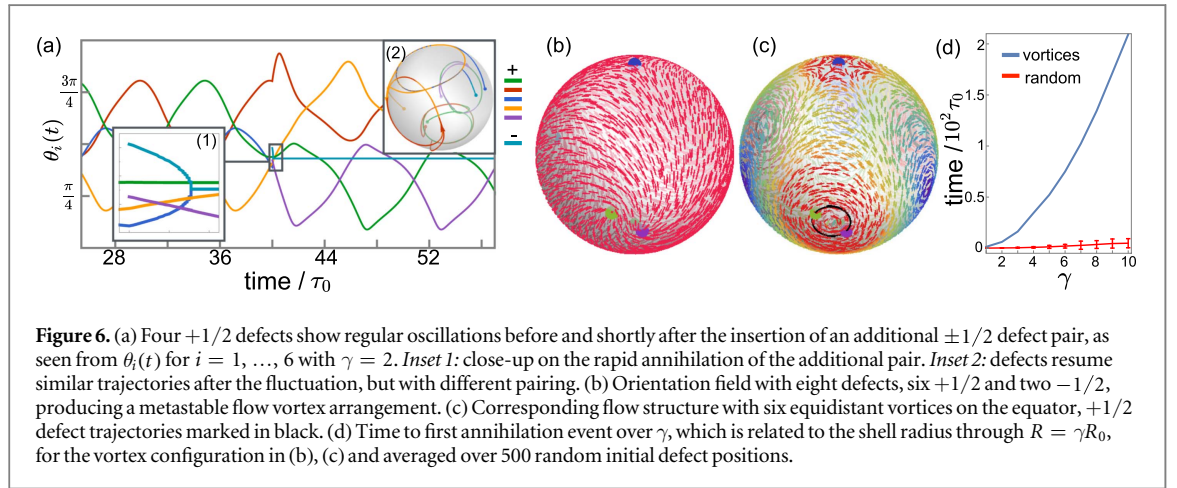 (a)
(b)
(c)
(d)
3π/4
π/4
θᵢ(t)
(1)
(2)
+
-
28
36
44
52
time / τ₀
vortices
random
2
1.5
1
0.5
0
time /10²τ₀
2
4
6
8
10
γ
Figure 6. (a) Four +1/2 defects show regular oscillations before and shortly after the insertion of an additional ±1/2 defect pair, as
seen from θᵢ(t) for i = 1, …, 6 with γ = 2. Inset 1: close-up on the rapid annihilation of the additional pair. Inset 2: defects resume
similar trajectories after the fluctuation, but with different pairing. (b) Orientation field with eight defects, six +1/2 and two −1/2,
producing a metastable flow vortex arrangement. (c) Corresponding flow structure with six equidistant vortices on the equator, +1/2
defect trajectories marked in black. (d) Time to first annihilation event over γ, which is related to the shell radius through R = γR₀,
for the vortex configuration in (b), (c) and averaged over 500 random initial defect positions.